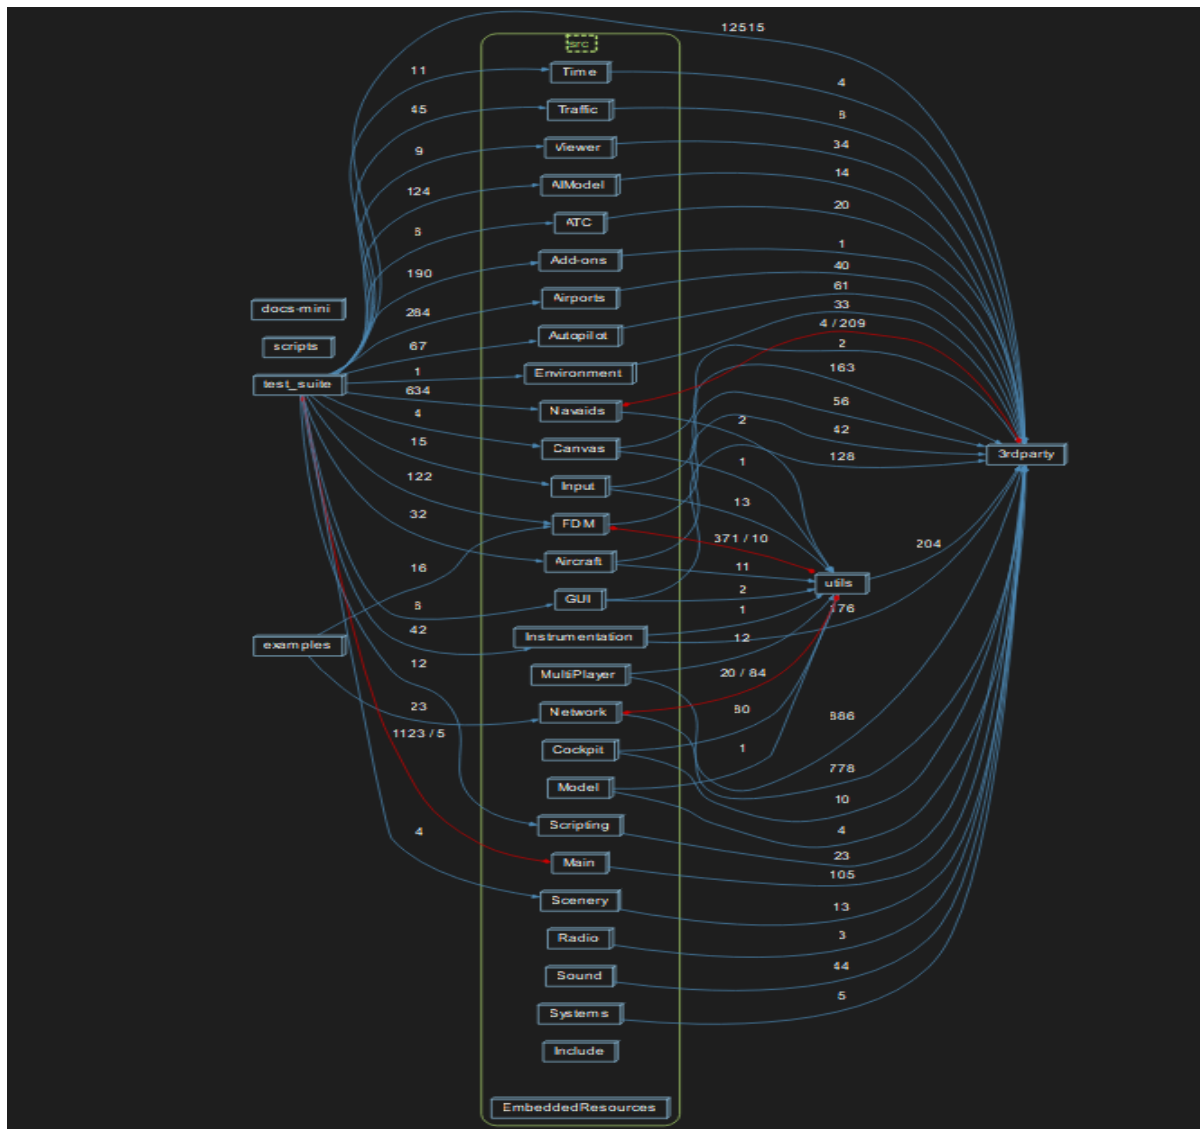 12515
src
Time
11
4
Traffic
45
8
Viewer
9
34
AIModel
124
14
ATC
8
20
Add-ons
190
1
Airports
284
40
Autopilot
67
61
33
4 / 209
2
docs-mini
scripts
test_suite
Environment
1
163
634
Navaids
4
56
2
42
Canvas
15
128
3rdparty
1
Input
122
13
FDM
32
371 / 10
204
Aircraft
16
11
utils
GUI
8
2
1
176
Instrumentation
42
12
examples
12
MultiPlayer
20 / 84
Network
23
80
886
1123 / 5
Cockpit
1
778
Model
10
Scripting
4
4
23
Main
105
Scenery
13
Radio
3
Sound
44
5
Systems
Include
EmbeddedResources